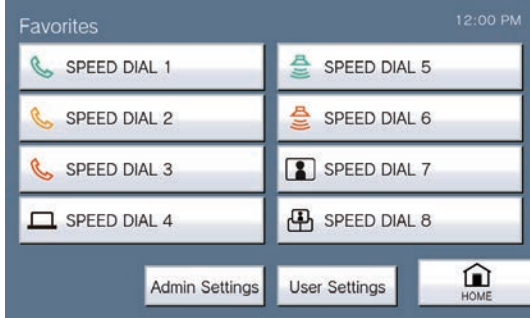 Favorites
12:00 PM
SPEED DIAL 1
SPEED DIAL 5
SPEED DIAL 2
SPEED DIAL 6
SPEED DIAL 3
SPEED DIAL 7
SPEED DIAL 4
SPEED DIAL 8
Admin Settings
User Settings
HOME